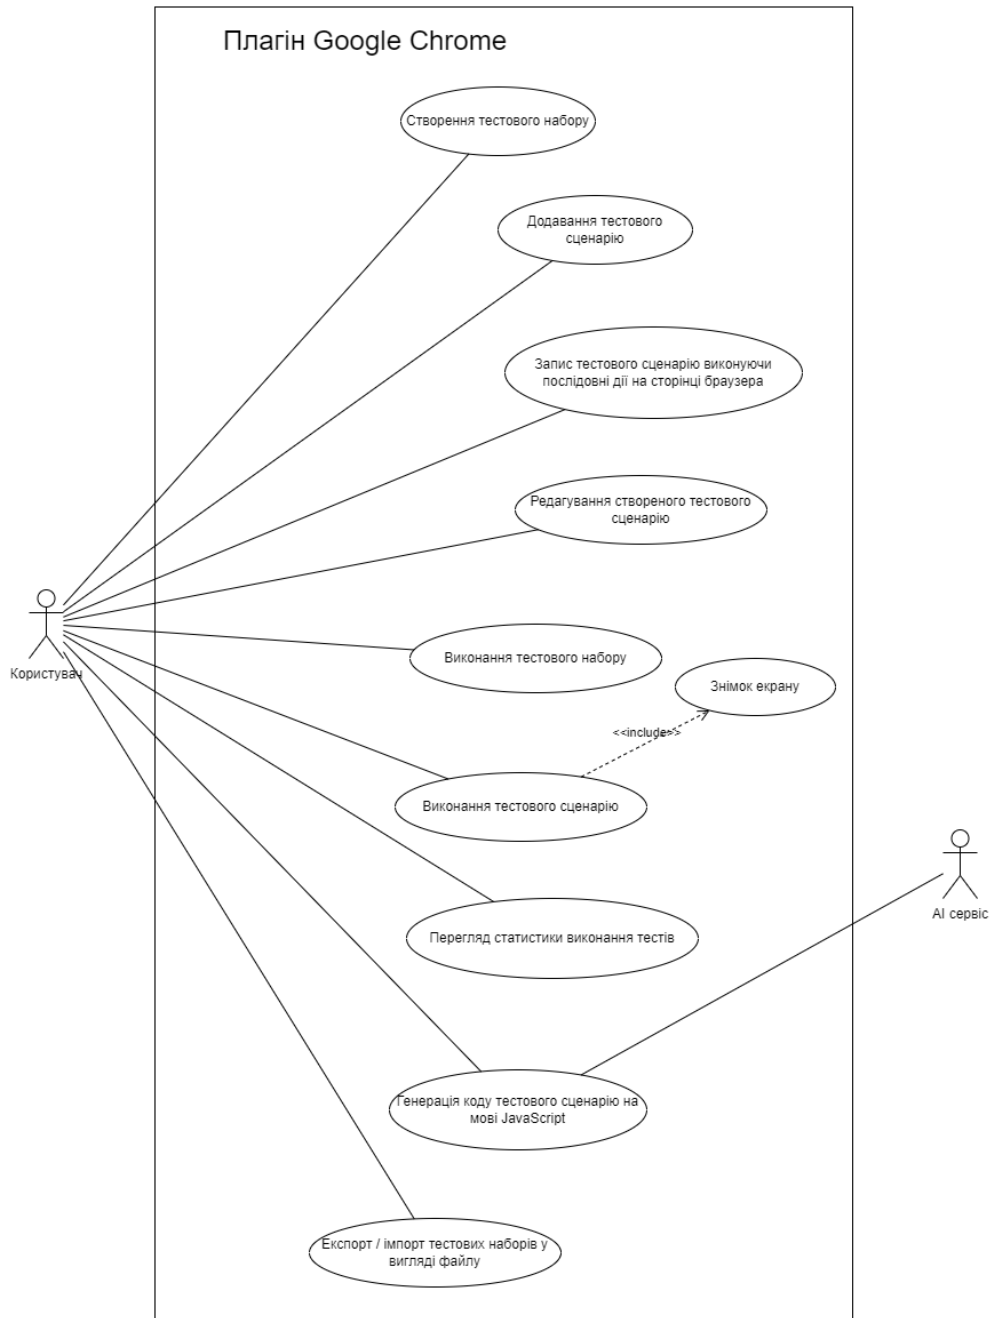 Плагін Google Chrome
Створення тестового набору
Додавання тестового
сценарію
Запис тестового сценарію виконуючи
послідовні дії на сторінці браузера
Редагування створеного тестового
сценарію
Користувач
Виконання тестового набору
Знімок екрану
<<include>>
Виконання тестового сценарію
АІ сервіс
Перегляд статистики виконання тестів
Генерація коду тестового сценарію на
мові JavaScript
Експорт / імпорт тестових наборів у
вигляді файлу